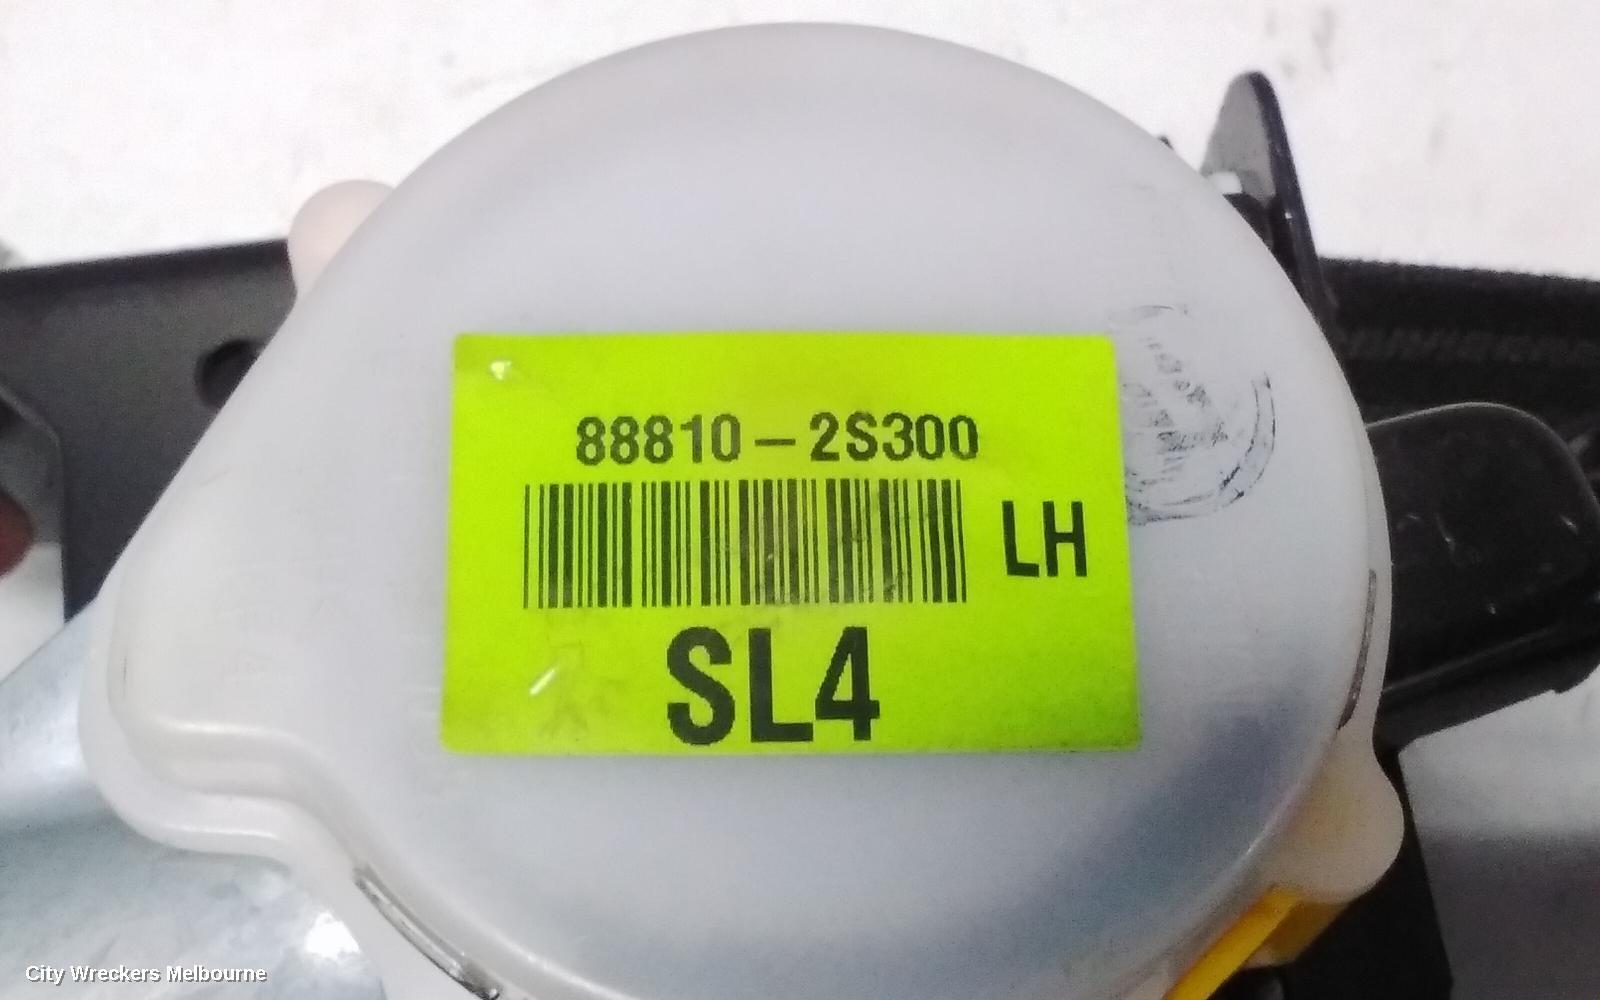 88810-2S300
LH
SL4
City Wreckers Melbourne